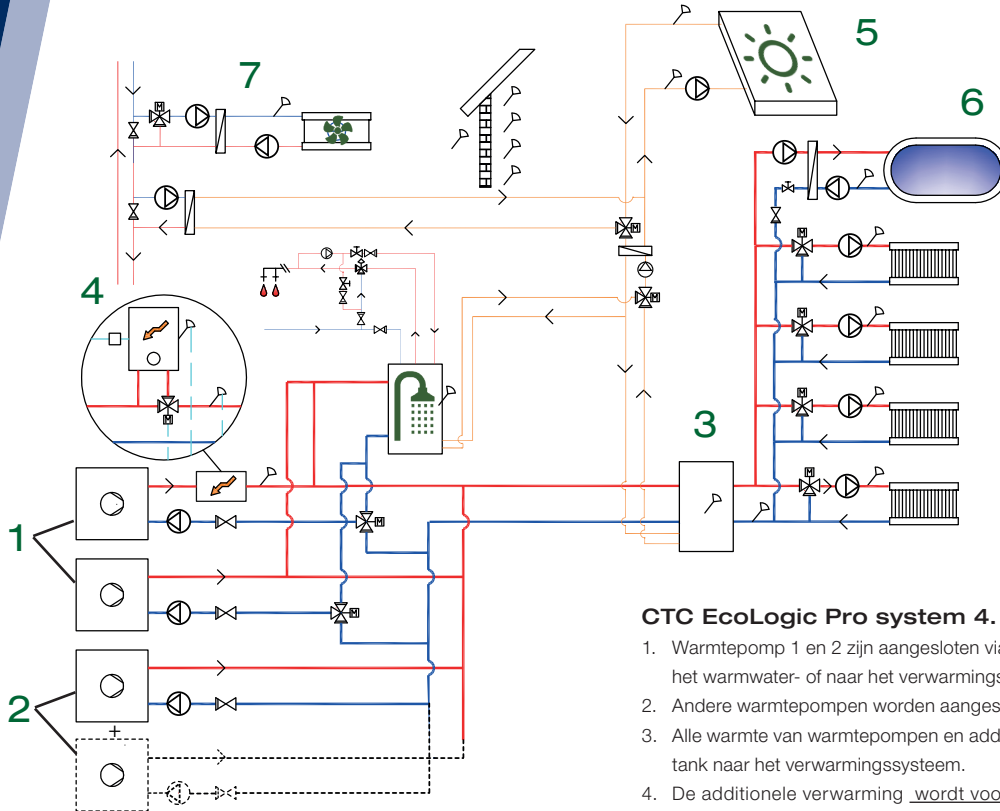 7
5
6
4
3
1
2
+
M
M
M
M
M
M
M
M
M
M
CTC EcoLogic Pro system 4.
1. Warmtepomp 1 en 2 zijn aangesloten via
het warmwater- of naar het verwarmings
2. Andere warmtepompen worden aanges
3. Alle warmte van warmtepompen en add
tank naar het verwarmingssysteem.
4. De additionele verwarming wordt voo